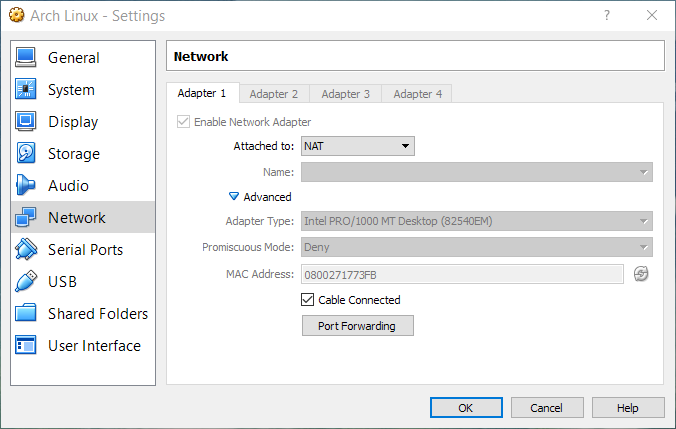 Arch Linux - Settings
?
General
System
Display
Storage
Audio
Network
Serial Ports
USB
Shared Folders
User Interface
Network
Adapter 1 Adapter 2 Adapter 3 Adapter 4
Enable Network Adapter
Attached to: NAT
Name:
Advanced
Adapter Type: Intel PRO/1000 MT Desktop (82540EM)
Promiscuous Mode: Deny
MAC Address: 0800271773FB
Cable Connected
Port Forwarding
OK Cancel Help